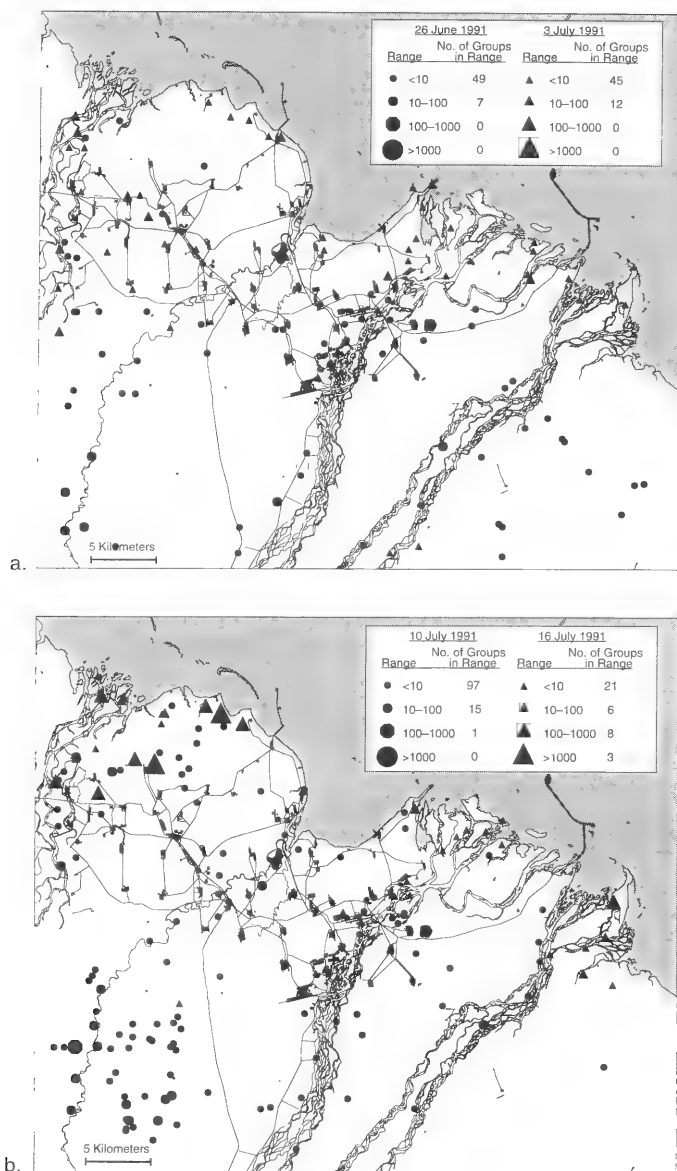 26 June 1991 3 July 1991
Range No. of Groups in Range Range No. of Groups in Range
<10 49 <10 45
10–100 7 10–100 12
100–1000 0 100–1000 0
>1000 0 >1000 0
5 Kilometers
a.
10 July 1991 16 July 1991
Range No. of Groups in Range Range No. of Groups in Range
<10 97 <10 21
10–100 15 10–100 6
100–1000 1 100–1000 8
>1000 0 >1000 3
5 Kilometers
b.